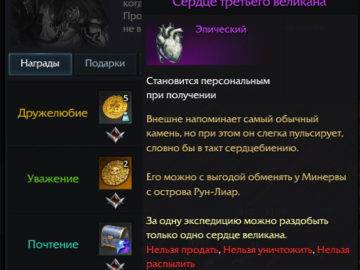 Сердце третьего великана
когд
Про
не в
Эпический
Награды
Подарки
Становится персональным
при получении
5
Дружелюбие
Внешне напоминает самый обычный
камень, но при этом он слегка пульсирует,
словно бы в такт сердцебиению.
2
Уважение
Его можно с выгодой обменять у Минервы
с острова Рун-Лиар.
Почтение
За одну экспедицию можно раздобыть
только одно сердце великана.
Нельзя продать, Нельзя уничтожить, Нельзя
распылить